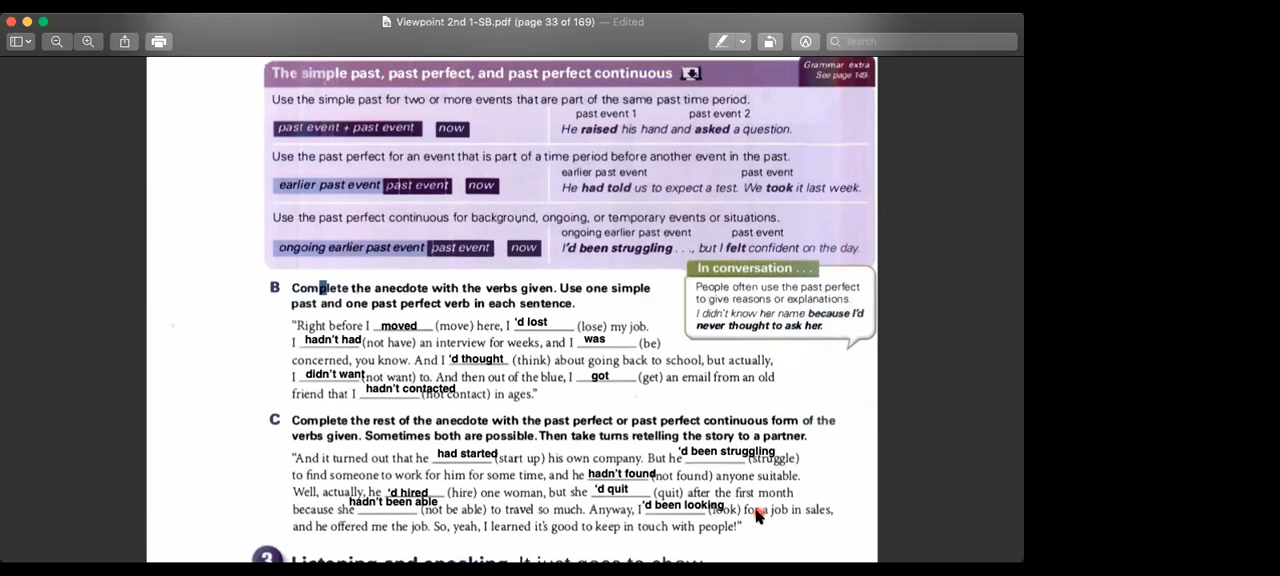 Viewpoint 2nd 1-SB.pdf (page 33 of 169) — Edited
Search
The simple past, past perfect, and past perfect continuous
Grammar extra
See page 149.
Use the simple past for two or more events that are part of the same past time period.
past event 1 past event 2
past event + past event now He raised his hand and asked a question.
Use the past perfect for an event that is part of a time period before another event in the past.
earlier past event past event
earlier past event past event now He had told us to expect a test. We took it last week.
Use the past perfect continuous for background, ongoing, or temporary events or situations.
ongoing earlier past event past event
ongoing earlier past event past event now I'd been struggling . . . , but I felt confident on the day.
In conversation . . .
People often use the past perfect
to give reasons or explanations.
I didn't know her name because I'd
never thought to ask her.
B Complete the anecdote with the verbs given. Use one simple
past and one past perfect verb in each sentence.
"Right before I moved (move) here, I 'd lost (lose) my job.
I hadn't had (not have) an interview for weeks, and I was (be)
concerned, you know. And I 'd thought (think) about going back to school, but actually,
I didn't want (not want) to. And then out of the blue, I got (get) an email from an old
friend that I hadn't contacted (not contact) in ages."
C Complete the rest of the anecdote with the past perfect or past perfect continuous form of the
verbs given. Sometimes both are possible. Then take turns retelling the story to a partner.
"And it turned out that he had started (start up) his own company. But he 'd been struggling (struggle)
to find someone to work for him for some time, and he hadn't found (not found) anyone suitable.
Well, actually, he 'd hired (hire) one woman, but she 'd quit (quit) after the first month
because she hadn't been able (not be able) to travel so much. Anyway, I 'd been looking (look) for a job in sales,
and he offered me the job. So, yeah, I learned it's good to keep in touch with people!"
3 Listening and speaking It just goes to show